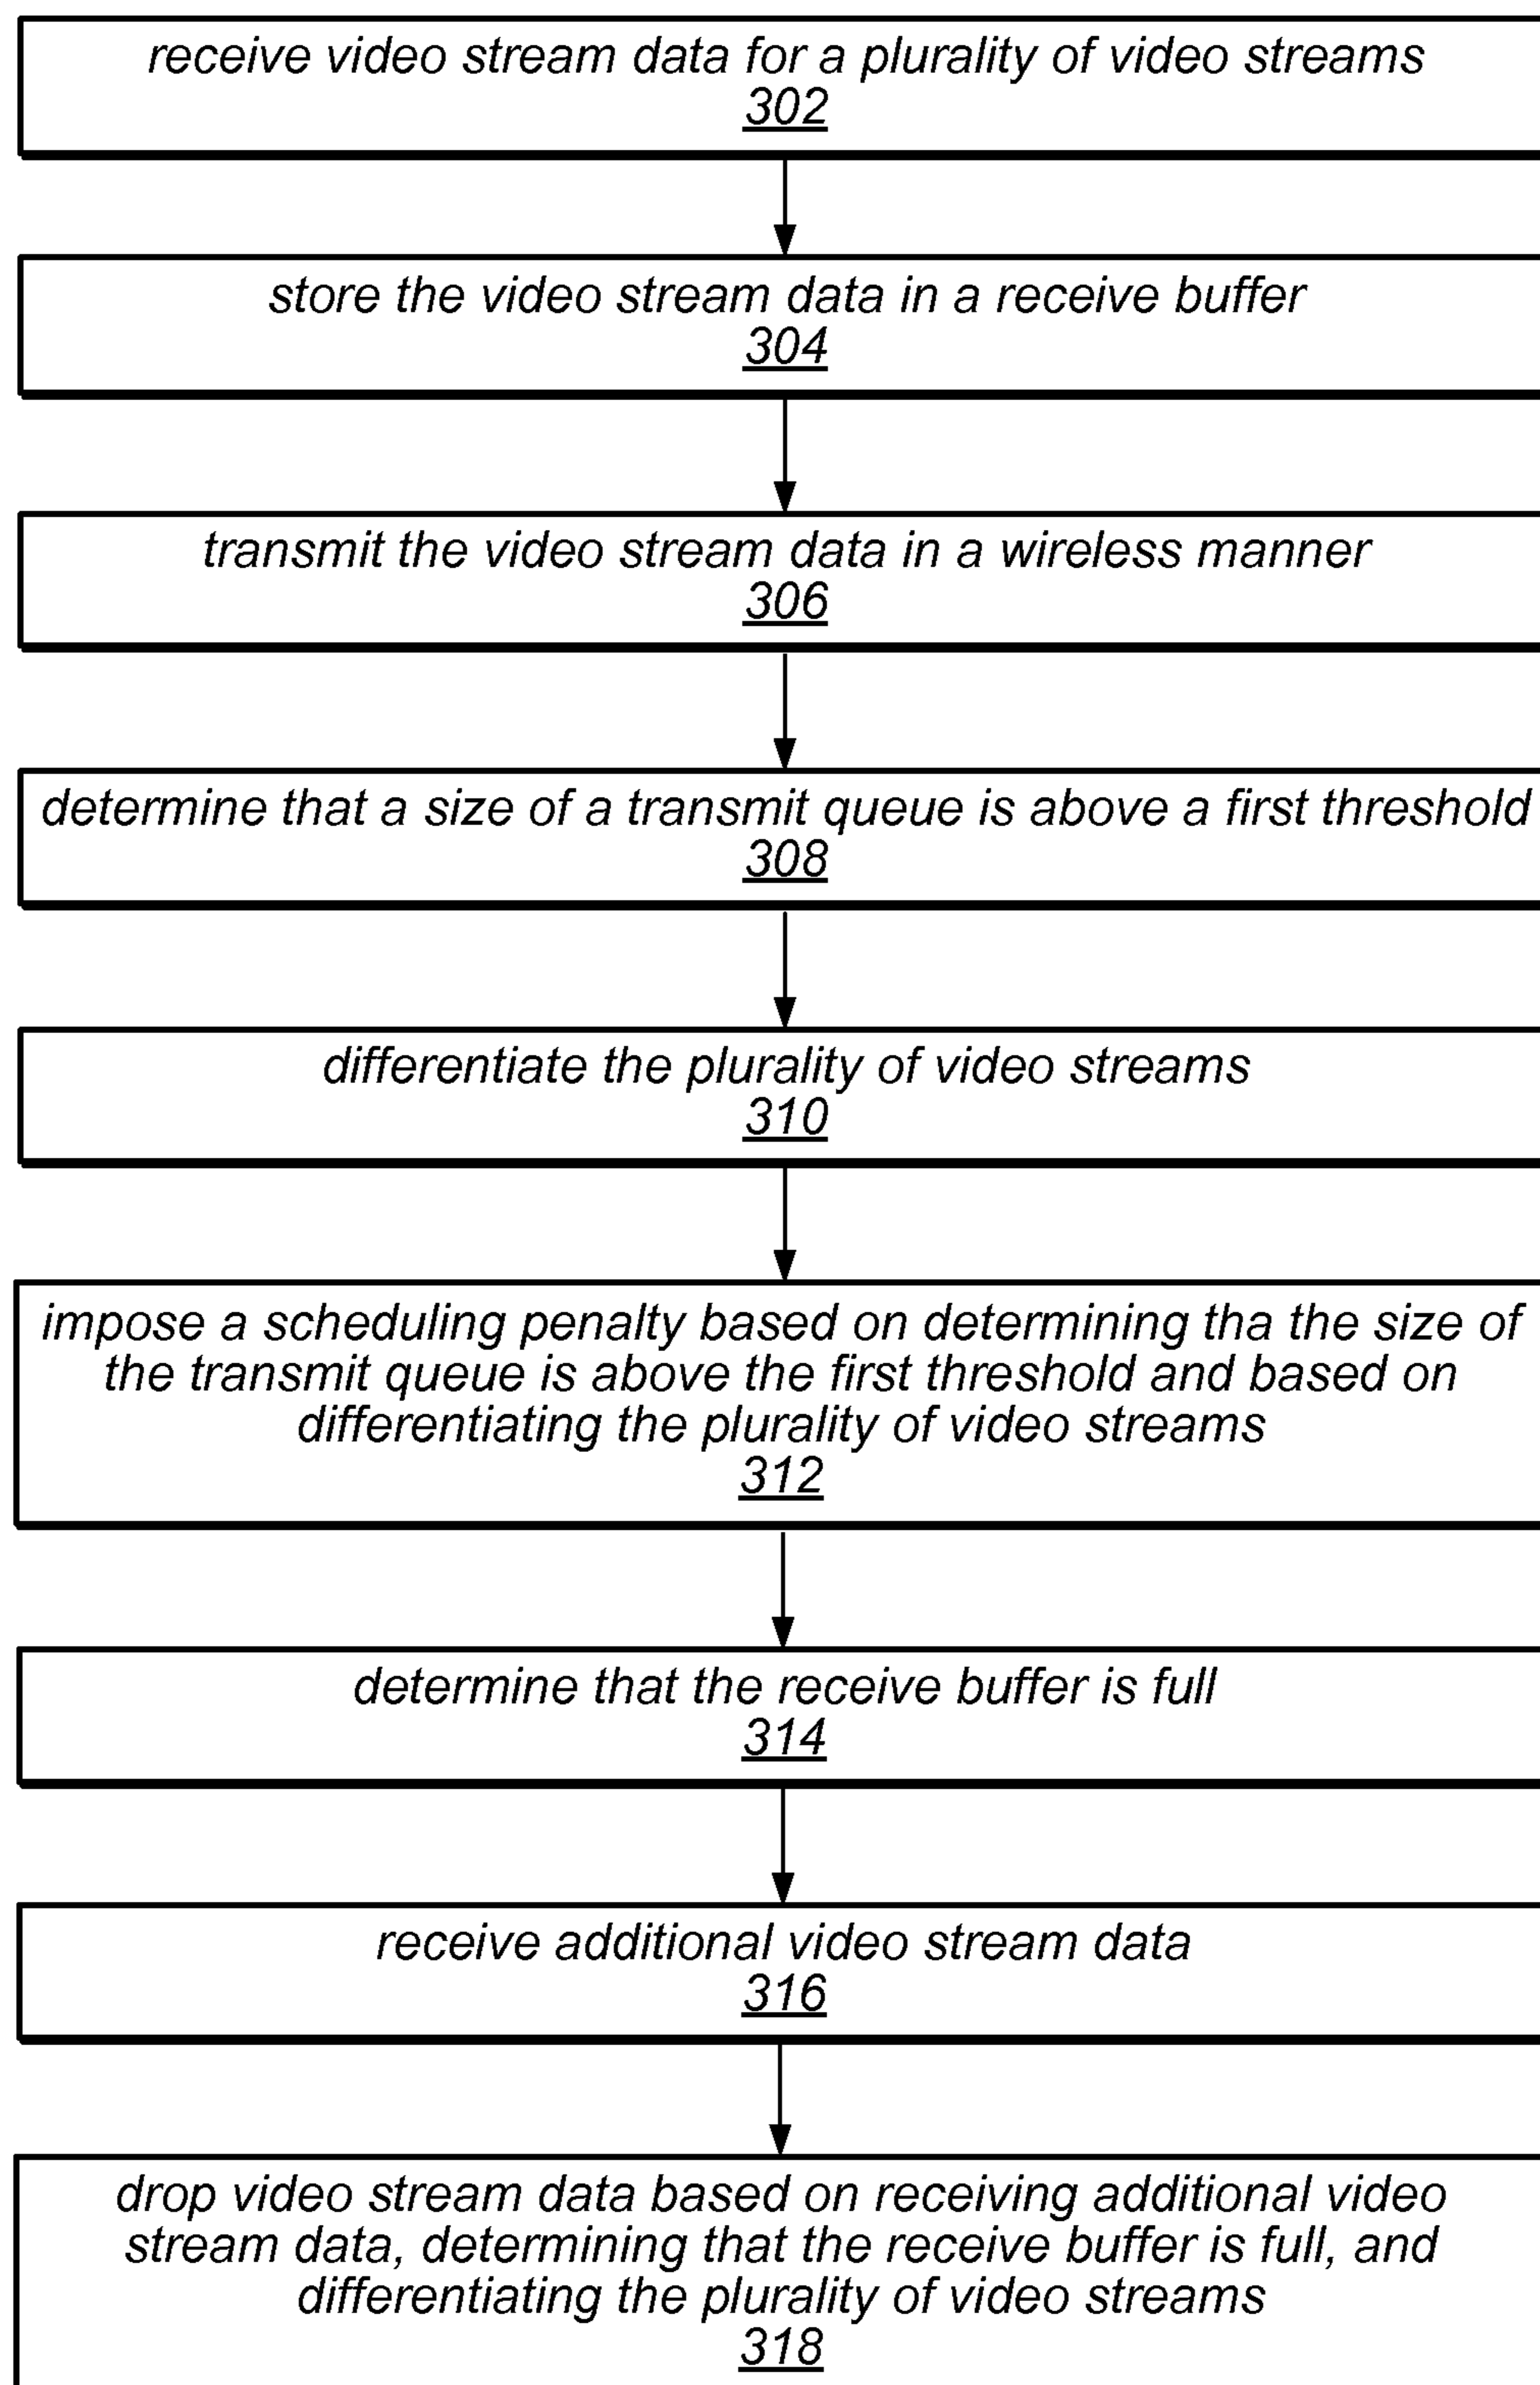 receive video stream data for a plurality of video streams
302
store the video stream data in a receive buffer
304
transmit the video stream data in a wireless manner
306
determine that a size of a transmit queue is above a first threshold
308
differentiate the plurality of video streams
310
impose a scheduling penalty based on determining tha the size of
the transmit queue is above the first threshold and based on
differentiating the plurality of video streams
312
determine that the receive buffer is full
314
receive additional video stream data
316
drop video stream data based on receiving additional video
stream data, determining that the receive buffer is full, and
differentiating the plurality of video streams
318